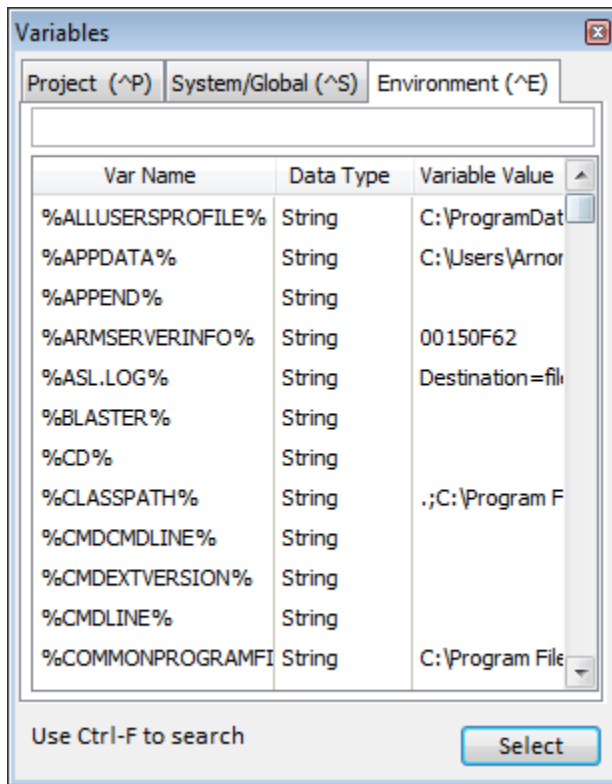 Variables
Project (^P) System/Global (^S) Environment (^E)
Var Name Data Type Variable Value
%ALLUSERSPROFILE% String C:\ProgramDat
%APPDATA% String C:\Users\Arnor
%APPEND% String
%ARMSERVERINFO% String 00150F62
%ASL.LOG% String Destination=file
%BLASTER% String
%CD% String
%CLASSPATH% String .;C:\Program F
%CMDCMDLINE% String
%CMDEXTVERSION% String
%CMDLINE% String
%COMMONPROGRAMFI String C:\Program File
Use Ctrl-F to search Select